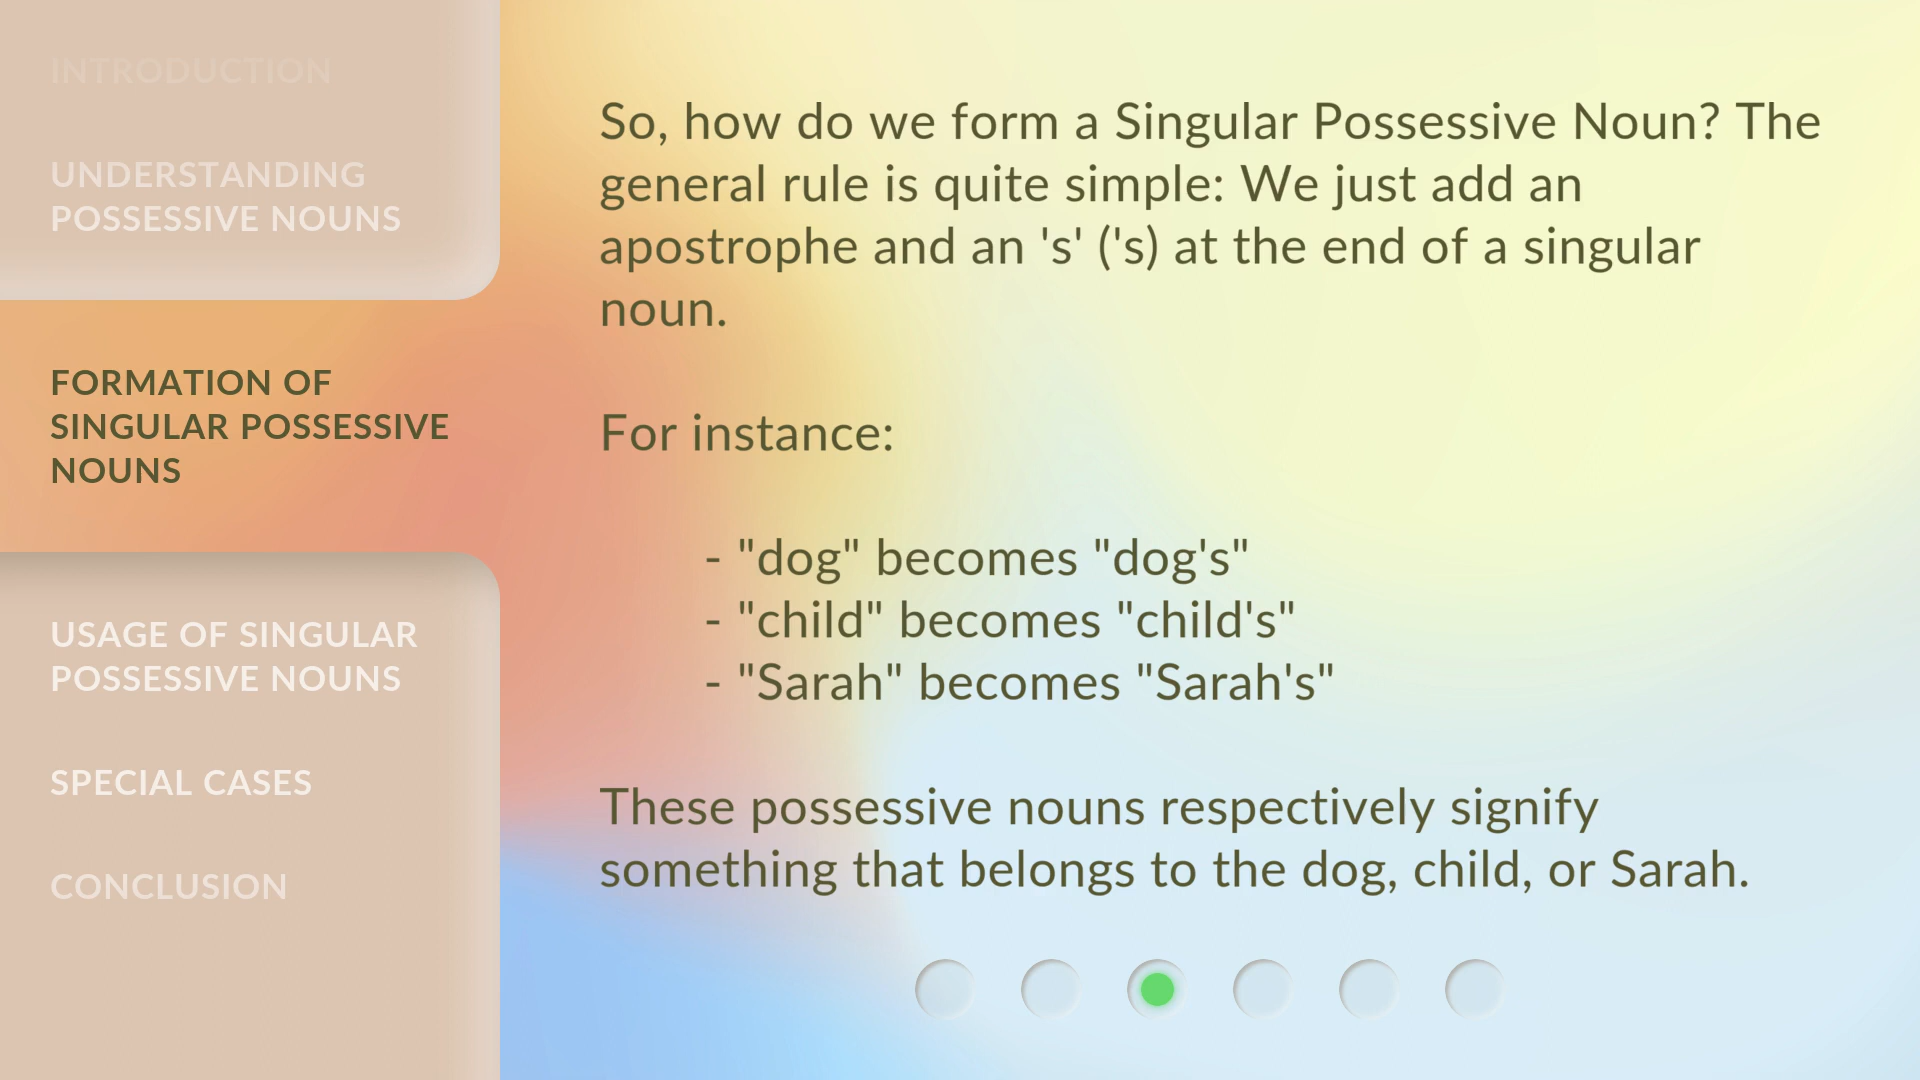 INTRODUCTION
UNDERSTANDING
POSSESSIVE NOUNS
FORMATION OF
SINGULAR POSSESSIVE
NOUNS
USAGE OF SINGULAR
POSSESSIVE NOUNS
SPECIAL CASES
CONCLUSION
So, how do we form a Singular Possessive Noun? The
general rule is quite simple: We just add an
apostrophe and an 's' ('s) at the end of a singular
noun.
For instance:
- "dog" becomes "dog's"
- "child" becomes "child's"
- "Sarah" becomes "Sarah's"
These possessive nouns respectively signify
something that belongs to the dog, child, or Sarah.